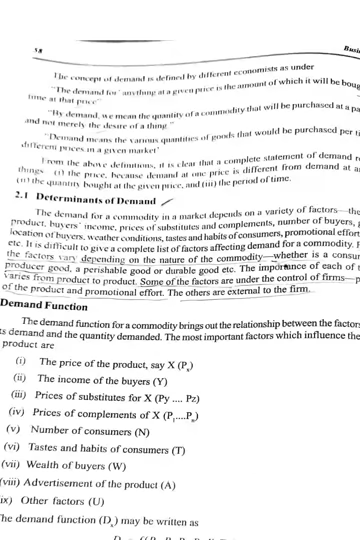 58
Busi
The concept of demand is defined by different economists as under
"The demand for anything at a given price is the amount of which it will be boug
time at that price"
"By demand, we mean the quantity of a commodity that will be purchased at a pa
and not merely the desire of a thing."
"Demand means the various quantities of goods that would be purchased per ti
different prices in a given market'
From the above definitions, it is clear that a complete statement of demand re
things (i) the price, because demand at one price is different from demand at a
(ii) the quantity bought at the given price, and (iii) the period of time.
2.1 Determinants of Demand
The demand for a commodity in a market depends on a variety of factors—the
product, buyers' income, prices of substitutes and complements, number of buyers,
location of buyers, weather conditions, tastes and habits of consumers, promotional effort
etc. It is difficult to give a complete list of factors affecting demand for a commodity. F
the factors vary depending on the nature of the commodity—whether is a consu
producer good, a perishable good or durable good etc. The importance of each of t
varies from product to product. Some of the factors are under the control of firms—p
of the product and promotional effort. The others are external to the firm.
Demand Function
The demand function for a commodity brings out the relationship between the factors
ts demand and the quantity demanded. The most important factors which influence the
product are
(i) The price of the product, say X (Pₓ)
(ii) The income of the buyers (Y)
(iii) Prices of substitutes for X (Py .... Pz)
(iv) Prices of complements of X
(v) Number of consumers (N)
(vi) Tastes and habits of consumers (T)
(vii) Wealth of buyers (W)
(viii) Advertisement of the product (A)
ix) Other factors (U)
The demand function (Dₓ) may be written as